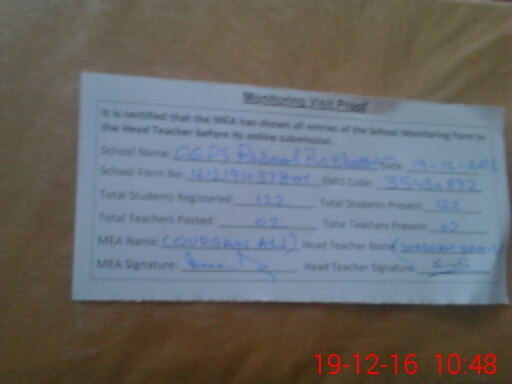 Monitoring Visit Proof
It is certified that the MEA has shown all entries of the School Monitoring Form to
the Head Teacher before its online submission.
School Name: GGPS 19-12-2016
School Form No: EMIS Code:
Total Students Registered: 122 Total Students Present: 122
Total Teachers Posted: 02 Total Teachers Present: 02
MEA Name: (QURBAN ALI) Head Teacher Name
MEA Signature: Head Teacher Signature:
19-12-16 10:48